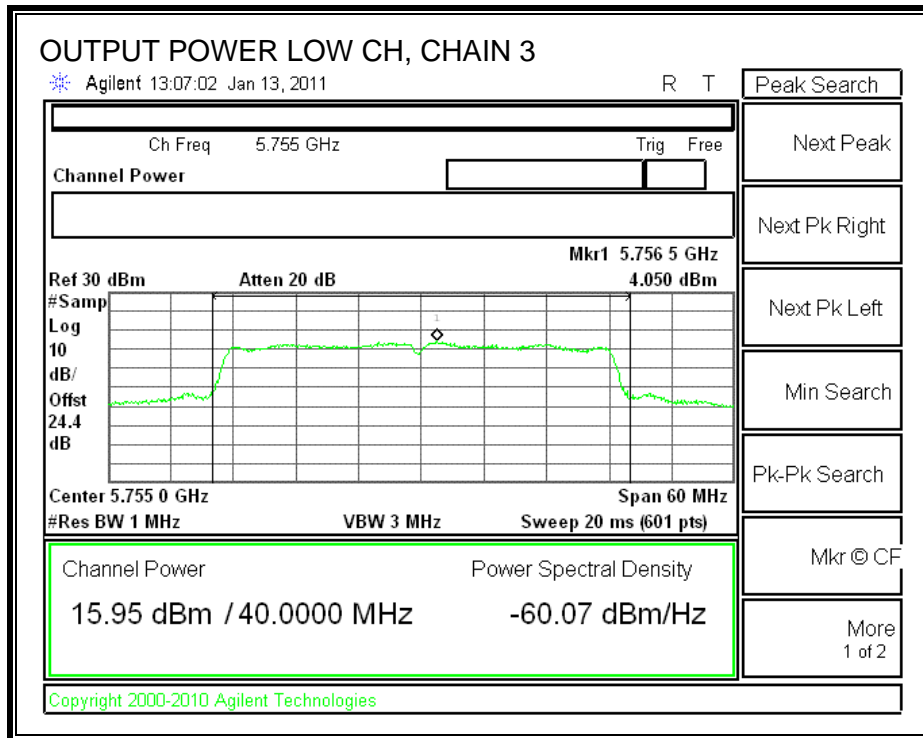 OUTPUT POWER LOW CH, CHAIN 3
Agilent 13:07:02 Jan 13, 2011 R T
Peak Search
Ch Freq 5.755 GHz Trig Free
Channel Power
Next Peak
Next Pk Right
Next Pk Left
Min Search
Pk-Pk Search
Mkr © CF
More
1 of 2
Mkr1 5.756 5 GHz
Ref 30 dBm Atten 20 dB 4.050 dBm
#Samp
Log
10
dB/
Offst
24.4
dB
1
Center 5.755 0 GHz Span 60 MHz
#Res BW 1 MHz VBW 3 MHz Sweep 20 ms (601 pts)
Channel Power Power Spectral Density
15.95 dBm / 40.0000 MHz -60.07 dBm/Hz
Copyright 2000-2010 Agilent Technologies